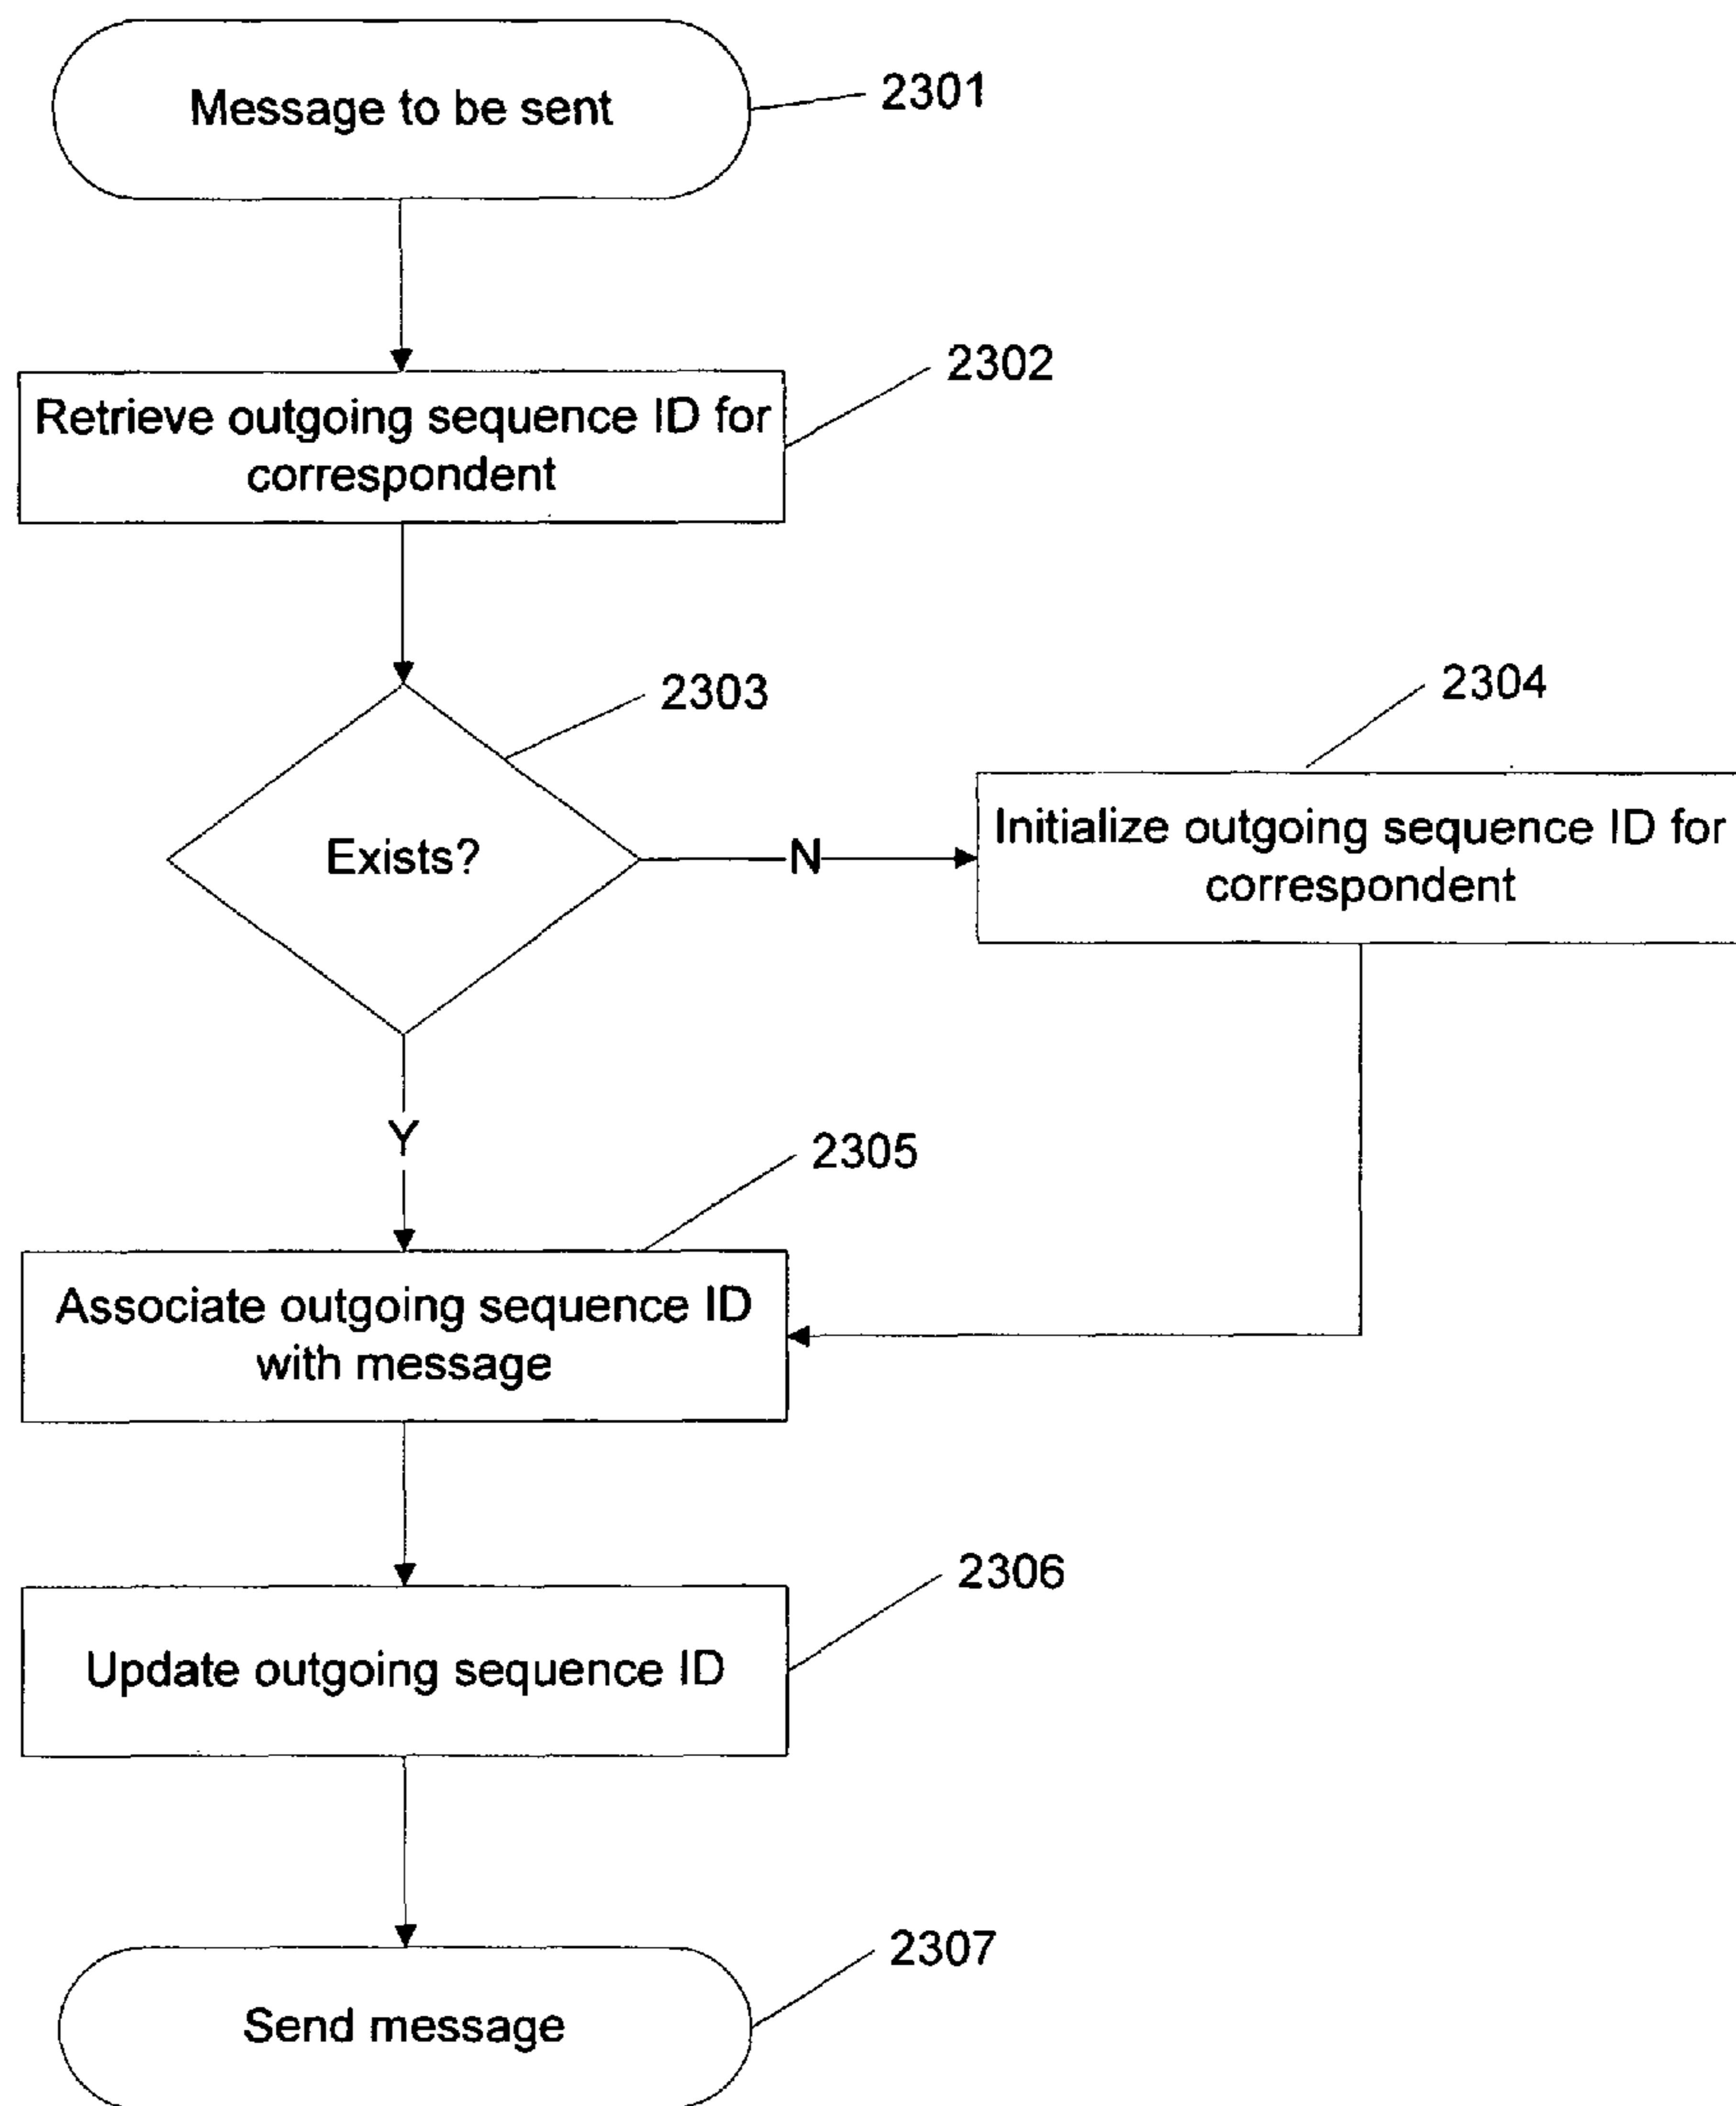 Message to be sent
2301
Retrieve outgoing sequence ID for
correspondent
2302
Exists?
2303
N
2304
Initialize outgoing sequence ID for
correspondent
Y
2305
Associate outgoing sequence ID
with message
2306
Update outgoing sequence ID
2307
Send message